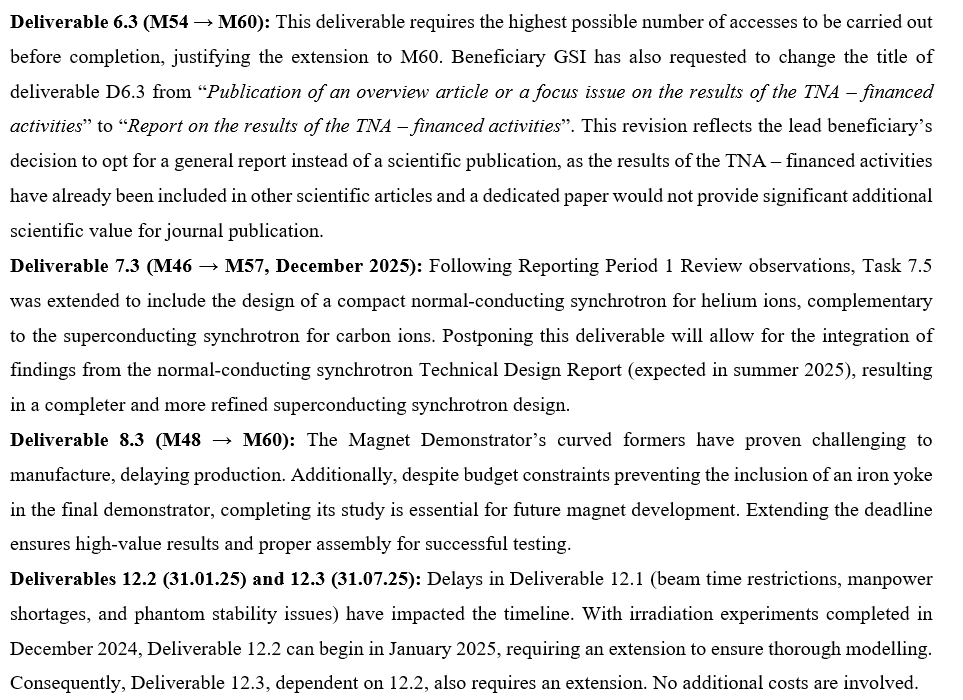 Deliverable 6.3 (M54 → M60): This deliverable requires the highest possible number of accesses to be carried out
before completion, justifying the extension to M60. Beneficiary GSI has also requested to change the title of
deliverable D6.3 from “Publication of an overview article or a focus issue on the results of the TNA – financed
activities” to “Report on the results of the TNA – financed activities”. This revision reflects the lead beneficiary’s
decision to opt for a general report instead of a scientific publication, as the results of the TNA – financed activities
have already been included in other scientific articles and a dedicated paper would not provide significant additional
scientific value for journal publication.
Deliverable 7.3 (M46 → M57, December 2025): Following Reporting Period 1 Review observations, Task 7.5
was extended to include the design of a compact normal-conducting synchrotron for helium ions, complementary
to the superconducting synchrotron for carbon ions. Postponing this deliverable will allow for the integration of
findings from the normal-conducting synchrotron Technical Design Report (expected in summer 2025), resulting
in a completer and more refined superconducting synchrotron design.
Deliverable 8.3 (M48 → M60): The Magnet Demonstrator’s curved formers have proven challenging to
manufacture, delaying production. Additionally, despite budget constraints preventing the inclusion of an iron yoke
in the final demonstrator, completing its study is essential for future magnet development. Extending the deadline
ensures high-value results and proper assembly for successful testing.
Deliverables 12.2 (31.01.25) and 12.3 (31.07.25): Delays in Deliverable 12.1 (beam time restrictions, manpower
shortages, and phantom stability issues) have impacted the timeline. With irradiation experiments completed in
December 2024, Deliverable 12.2 can begin in January 2025, requiring an extension to ensure thorough modelling.
Consequently, Deliverable 12.3, dependent on 12.2, also requires an extension. No additional costs are involved.